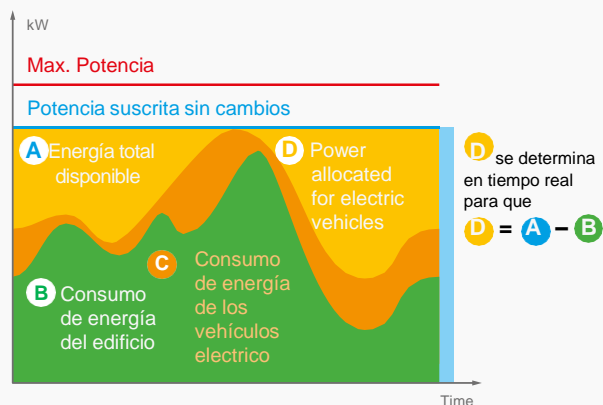 kW
Max. Potencia
Potencia suscrita sin cambios
A Energía total
disponible
D Power
allocated
for electric
vehicles
D se determina
en tiempo real
para que
D = A – B
C Consumo
de energía
de los
vehículos
electrico
B Consumo
de energía
del edificio
Time